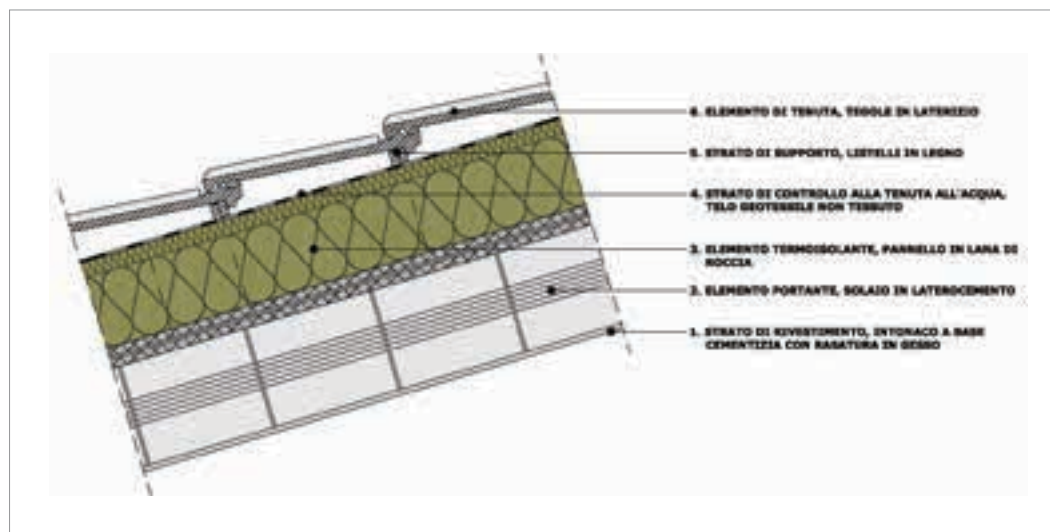 6. ELEMENTO DI TENUTA, TEGOLE IN LATERIZIO
5. STRATO DI SUPPORTO, LISTELLI IN LEGNO
4. STRATO DI CONTROLLO ALLA TENUTA ALL'ACQUA,
TELO GEOTESSILE NON TESSUTO
3. ELEMENTO TERMOISOLANTE, PANNELLO IN LANA DI
ROCCIA
2. ELEMENTO PORTANTE, SOLAIO IN LATEROCEMENTO
1. STRATO DI RIVESTIMENTO, INTONACO A BASE
CEMENTIZIA CON RASATURA IN GESSO